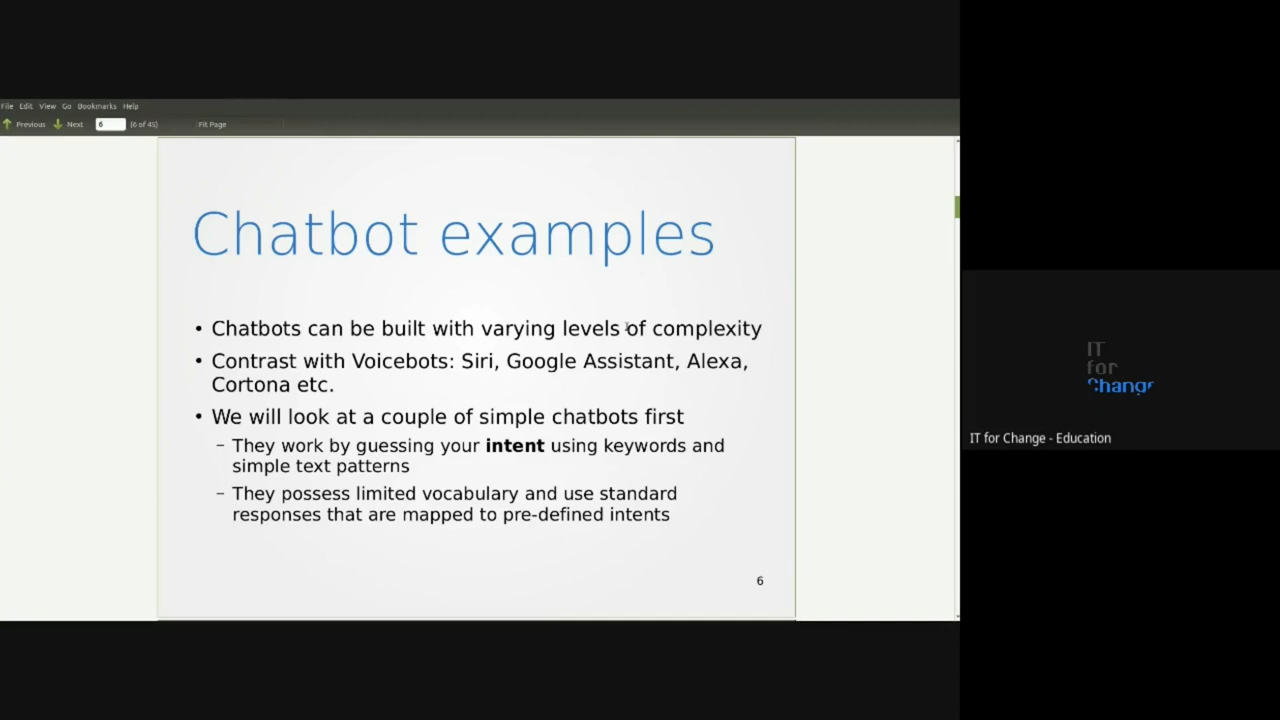 File Edit View Go Bookmarks Help
Previous Next 6 (6 of 45) Fit Page
Chatbot examples
• Chatbots can be built with varying levels of complexity
• Contrast with Voicebots: Siri, Google Assistant, Alexa,
Cortona etc.
• We will look at a couple of simple chatbots first
– They work by guessing your intent using keywords and
simple text patterns
– They possess limited vocabulary and use standard
responses that are mapped to pre-defined intents
6
IT
for
Change
IT for Change - Education